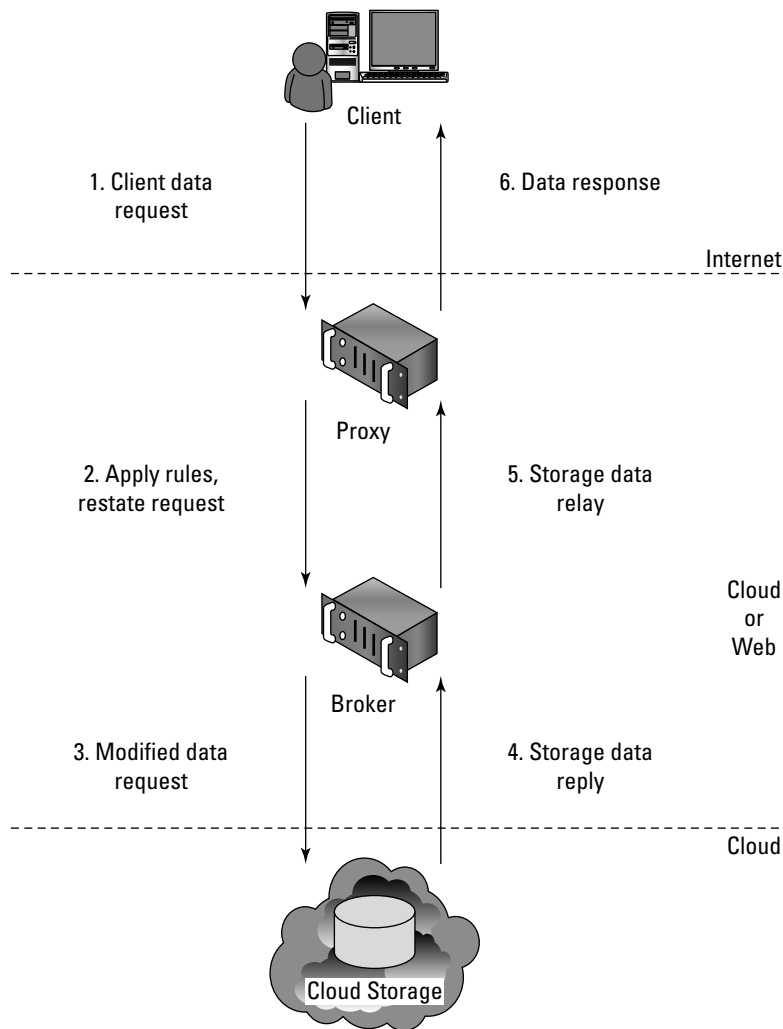 Client
1. Client data
request
6. Data response
Internet
Proxy
2. Apply rules,
restate request
5. Storage data
relay
Cloud
or
Web
Broker
3. Modified data
request
4. Storage data
reply
Cloud
Cloud Storage